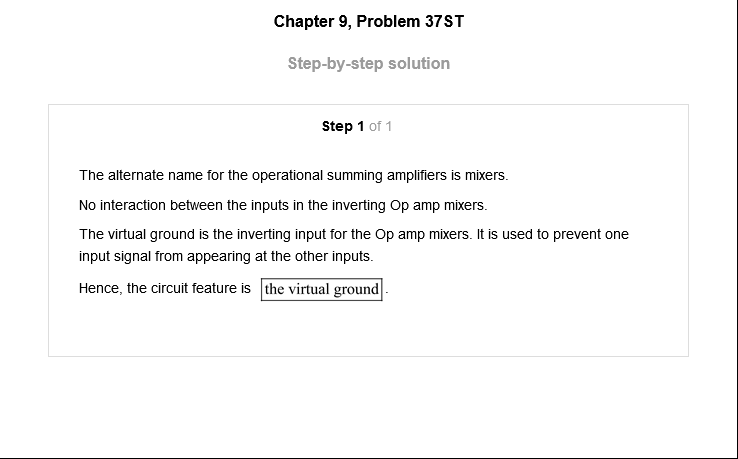 Chapter 9, Problem 37ST
Step-by-step solution
Step 1 of 1
The alternate name for the operational summing amplifiers is mixers.
No interaction between the inputs in the inverting Op amp mixers.
The virtual ground is the inverting input for the Op amp mixers. It is used to prevent one
input signal from appearing at the other inputs.
Hence, the circuit feature is the virtual ground.